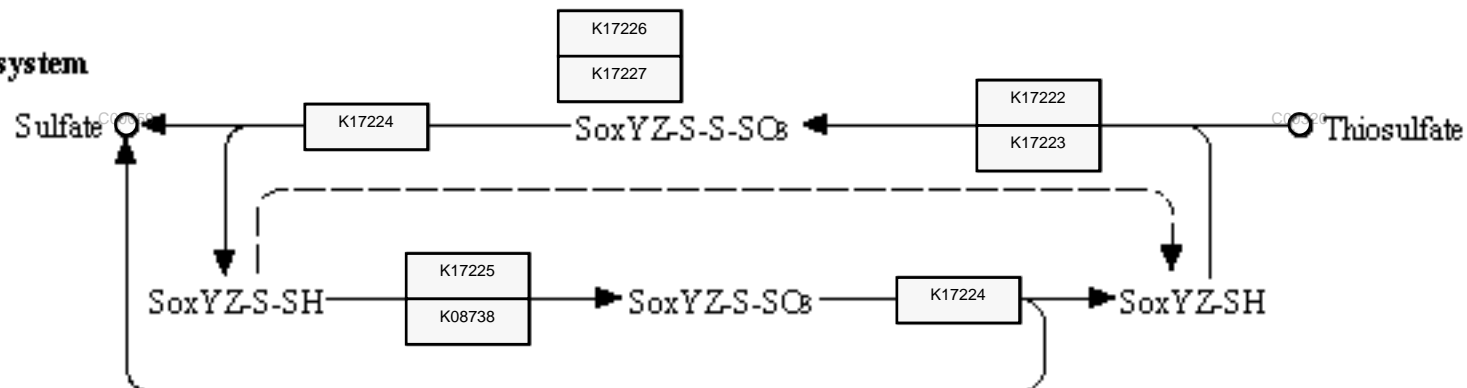 K17226
system
K17227
K17222
Sulfate
K17224
SoxYZ-S-S-SO3
K17223
Thiosulfate
K17225
SoxYZ-S-SH
SoxYZ-S-SO3
K17224
SoxYZ-SH
K08738